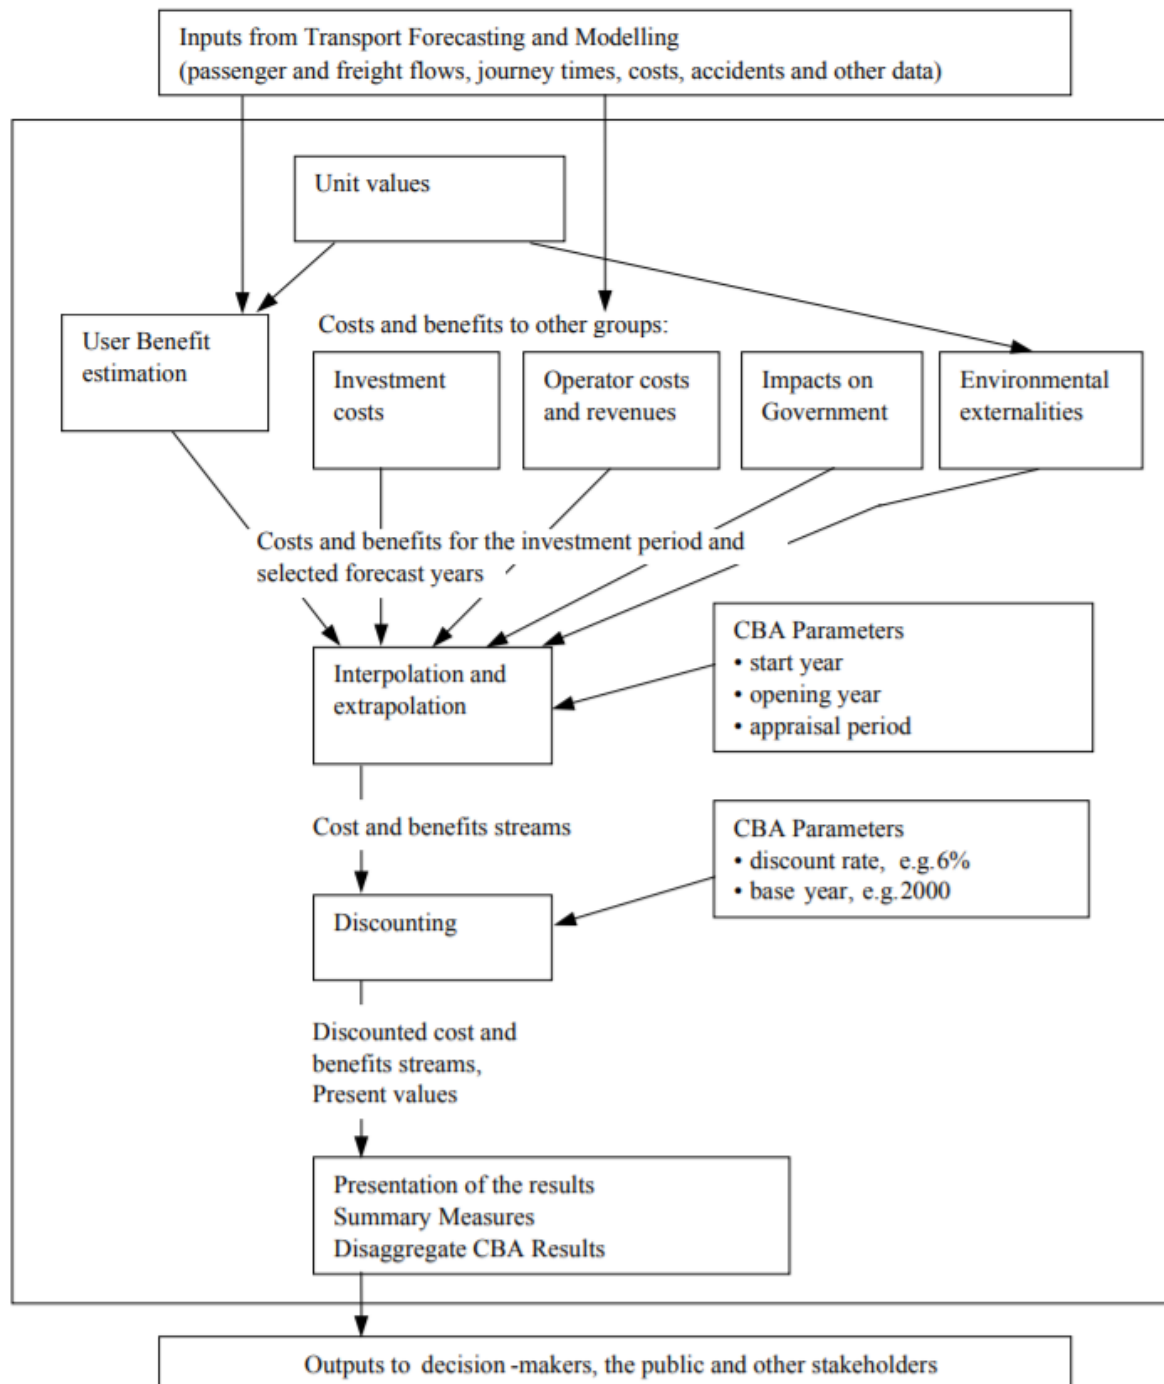 Inputs from Transport Forecasting and Modelling
(passenger and freight flows, journey times, costs, accidents and other data)
Unit values
User Benefit
estimation
Costs and benefits to other groups:
Investment
costs
Operator costs
and revenues
Impacts on
Government
Environmental
externalities
Costs and benefits for the investment period and
selected forecast years
Interpolation and
extrapolation
CBA Parameters
• start year
• opening year
• appraisal period
Cost and benefits streams
CBA Parameters
• discount rate, e.g.6%
• base year, e.g.2000
Discounting
Discounted cost and
benefits streams,
Present values
Presentation of the results
Summary Measures
Disaggregate CBA Results
Outputs to decision-makers, the public and other stakeholders